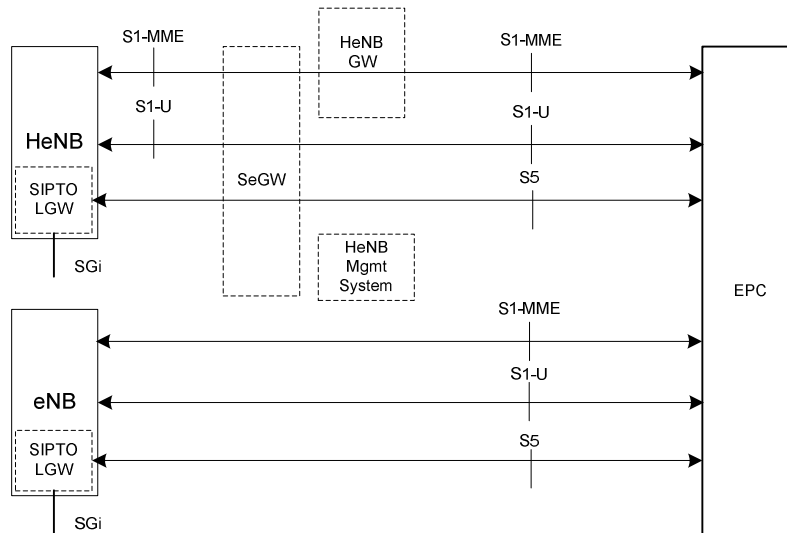 S1-MME
HeNB
GW
S1-MME
S1-U
S1-U
HeNB
SeGW
S5
SIPTO
LGW
SGi
HeNB
Mgmt
System
EPC
S1-MME
S1-U
eNB
S5
SIPTO
LGW
SGi